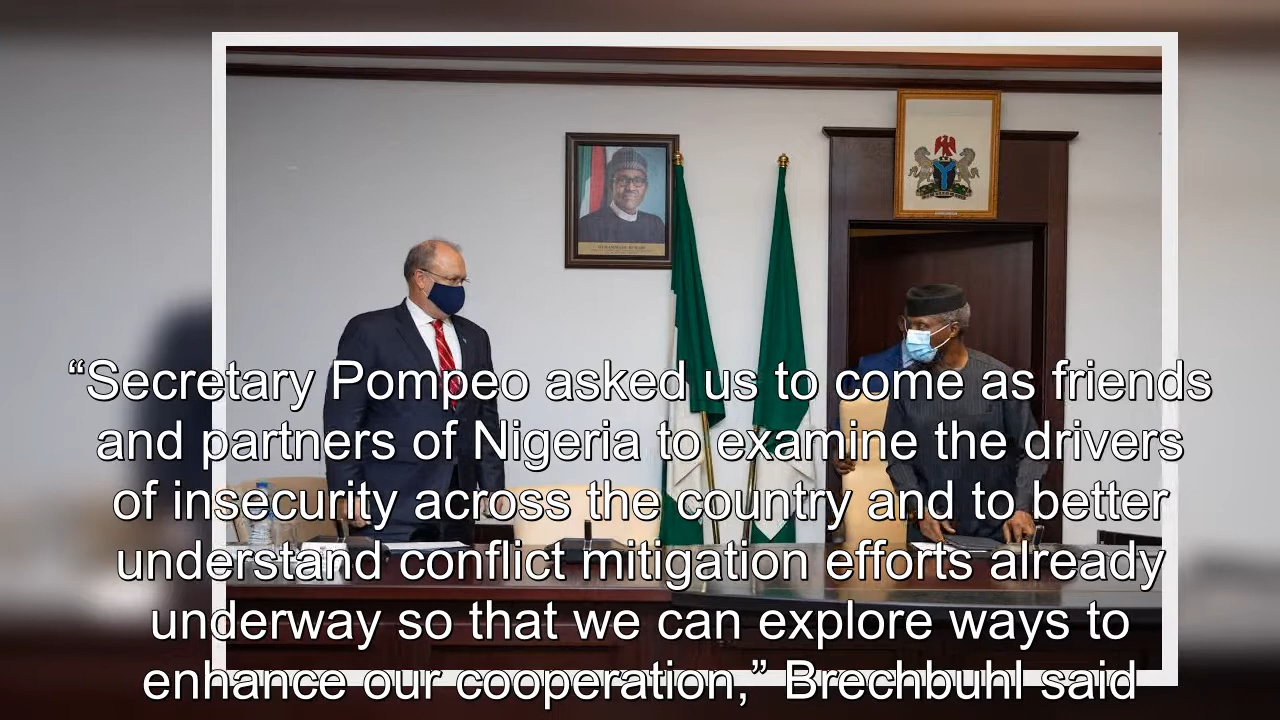 MUHAMMADU BUHARI
“Secretary Pompeo asked us to come as friends
and partners of Nigeria to examine the drivers
of insecurity across the country and to better
understand conflict mitigation efforts already
underway so that we can explore ways to
enhance our cooperation,” Brechbuhl said